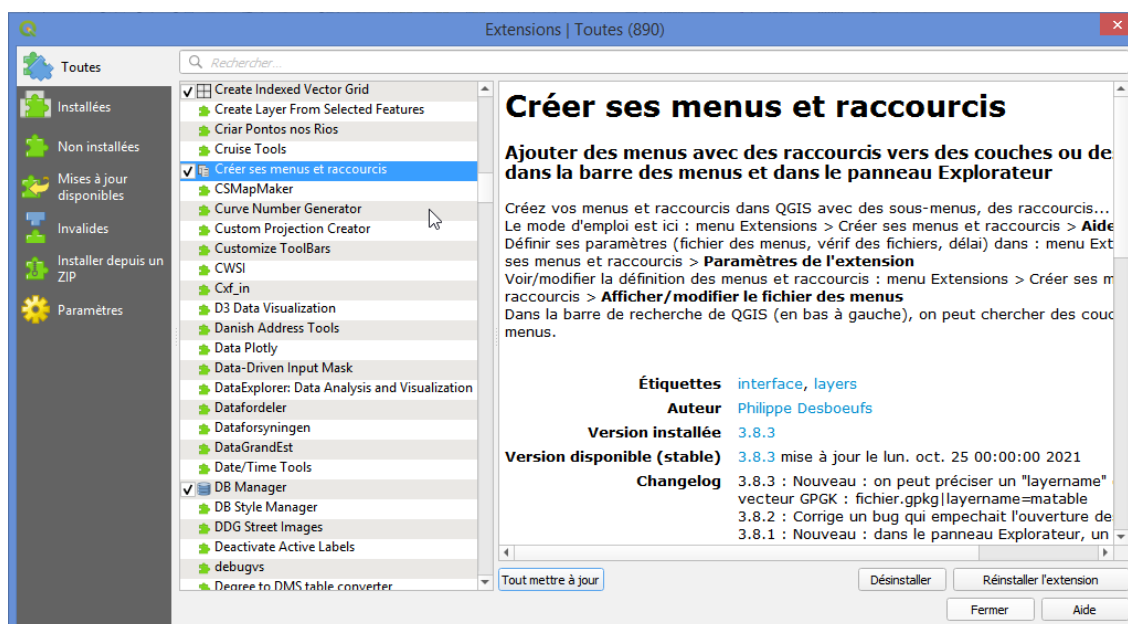 Extensions | Toutes (890)
Toutes
Installées
Non installées
Mises à jour
disponibles
Invalides
Installer depuis un
ZIP
Paramètres
Rechercher...
Create Indexed Vector Grid
Create Layer From Selected Features
Criar Pontos nos Rios
Cruise Tools
Créer ses menus et raccourcis
CSMapMaker
Curve Number Generator
Custom Projection Creator
Customize ToolBars
CWSI
Cxf_in
D3 Data Visualization
Danish Address Tools
Data Plotly
Data-Driven Input Mask
DataExplorer: Data Analysis and Visualization
Datafordeler
Dataforsyningen
DataGrandEst
Date/Time Tools
DB Manager
DB Style Manager
DDG Street Images
Deactivate Active Labels
debugvs
Degree to DMS table converter
Créer ses menus et raccourcis
Ajouter des menus avec des raccourcis vers des couches ou de
dans la barre des menus et dans le panneau Explorateur
Créez vos menus et raccourcis dans QGIS avec des sous-menus, des raccourcis...
Le mode d'emploi est ici : menu Extensions > Créer ses menus et raccourcis > Aide
Définir ses paramètres (fichier des menus, vérif des fichiers, délai) dans : menu Ext
ses menus et raccourcis > Paramètres de l'extension
Voir/modifier la définition des menus et raccourcis : menu Extensions > Créer ses m
raccourcis > Afficher/modifier le fichier des menus
Dans la barre de recherche de QGIS (en bas à gauche), on peut chercher des couc
menus.
Étiquettes interface, layers
Auteur Philippe Desboeufs
Version installée 3.8.3
Version disponible (stable) 3.8.3 mise à jour le lun. oct. 25 00:00:00 2021
Changelog 3.8.3 : Nouveau : on peut préciser un "layername"
vecteur GPGK : fichier.gpkg|layername=matable
3.8.2 : Corrige un bug qui empechait l'ouverture de
3.8.1 : Nouveau : dans le panneau Explorateur, un
Tout mettre à jour
Désinstaller
Réinstaller l'extension
Fermer
Aide